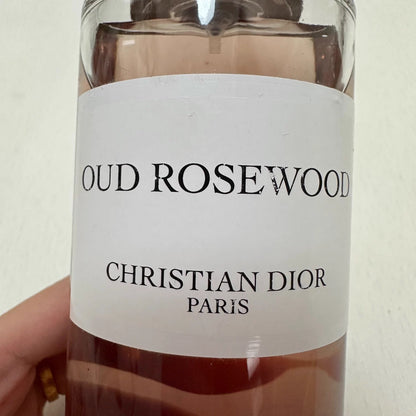 OUD ROSEWOOD
CHRISTIAN DIOR
PARIS